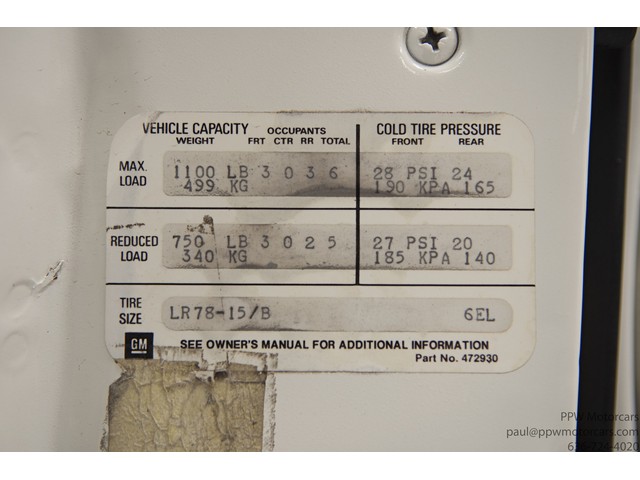 VEHICLE CAPACITY OCCUPANTS COLD TIRE PRESSURE
WEIGHT FRT CTR RR TOTAL FRONT REAR
MAX. LOAD 1100 LB 3 0 3 6 28 PSI 24
499 KG 190 KPA 165
REDUCED LOAD 750 LB 3 0 2 5 27 PSI 20
340 KG 185 KPA 140
TIRE SIZE LR78-15/B 6EL
GM SEE OWNER'S MANUAL FOR ADDITIONAL INFORMATION
Part No. 472930
PPW Motorcars
paul@ppwmotorcars.com